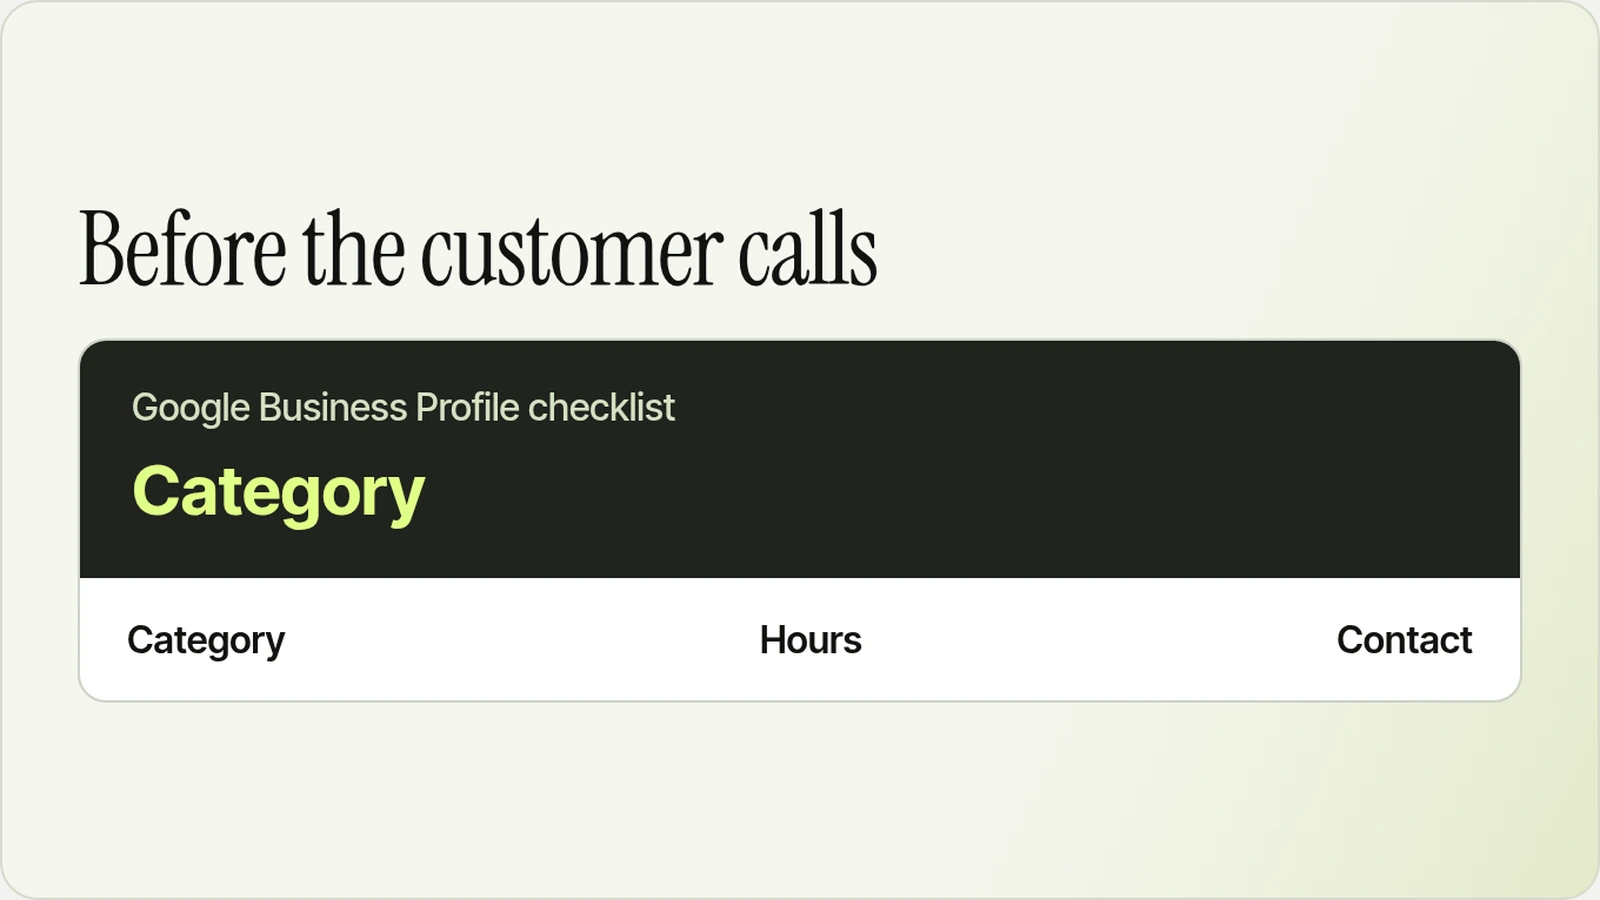 Before the customer calls
Google Business Profile checklist
Category
Category Hours Contact